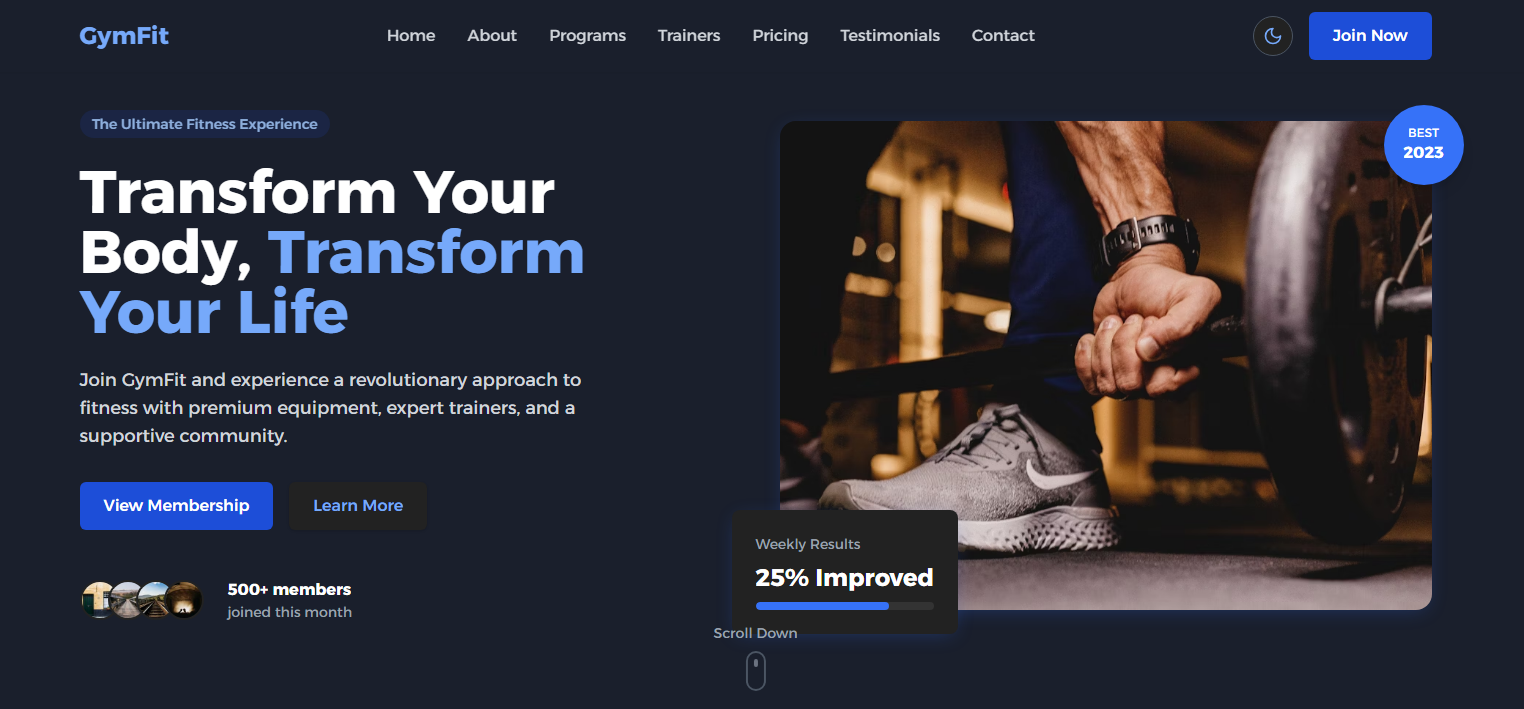 GymFit
Home
About
Programs
Trainers
Pricing
Testimonials
Contact
Join Now
The Ultimate Fitness Experience
Transform Your
Body, Transform
Your Life
Join GymFit and experience a revolutionary approach to
fitness with premium equipment, expert trainers, and a
supportive community.
View Membership
Learn More
500+ members
joined this month
BEST
2023
Weekly Results
25% Improved
Scroll Down